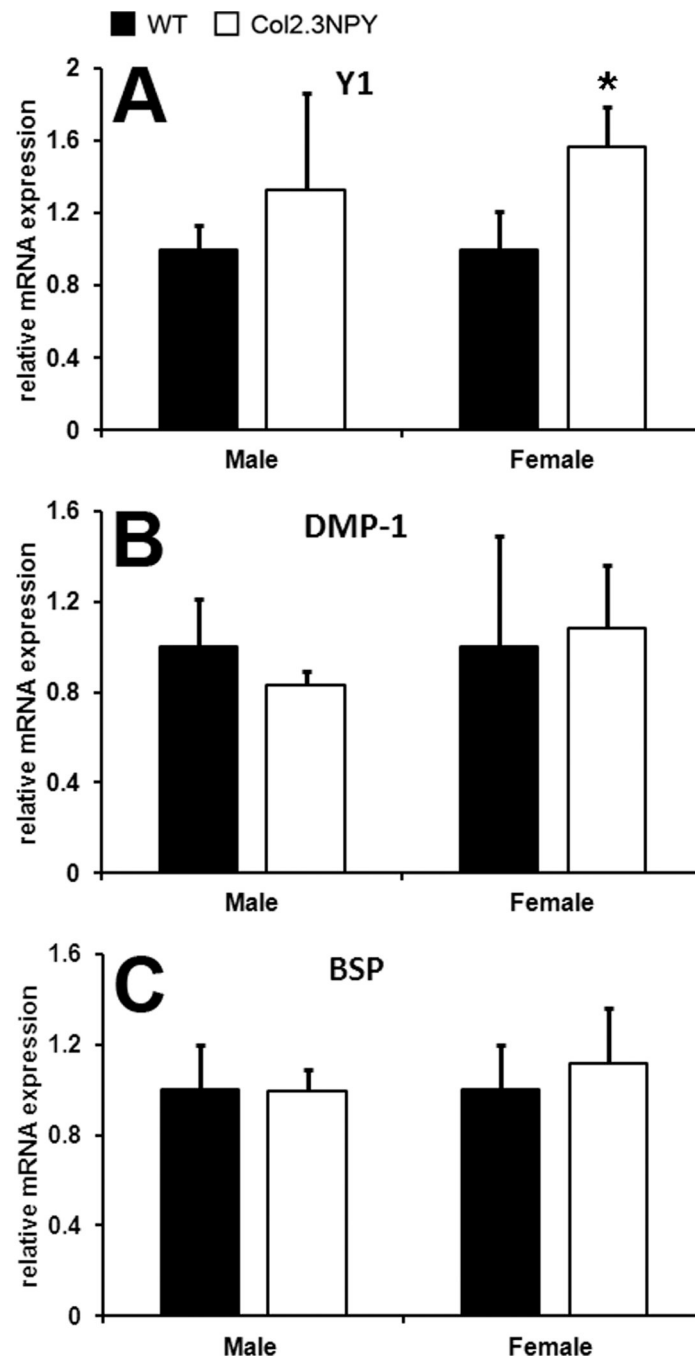 WT Col2.3NPY
A
Y1
*
relative mRNA expression
2
1.6
1.2
0.8
0.4
0
Male Female
B
DMP-1
relative mRNA expression
1.6
1.2
0.8
0.4
0
Male Female
C
BSP
relative mRNA expression
1.6
1.2
0.8
0.4
0
Male Female